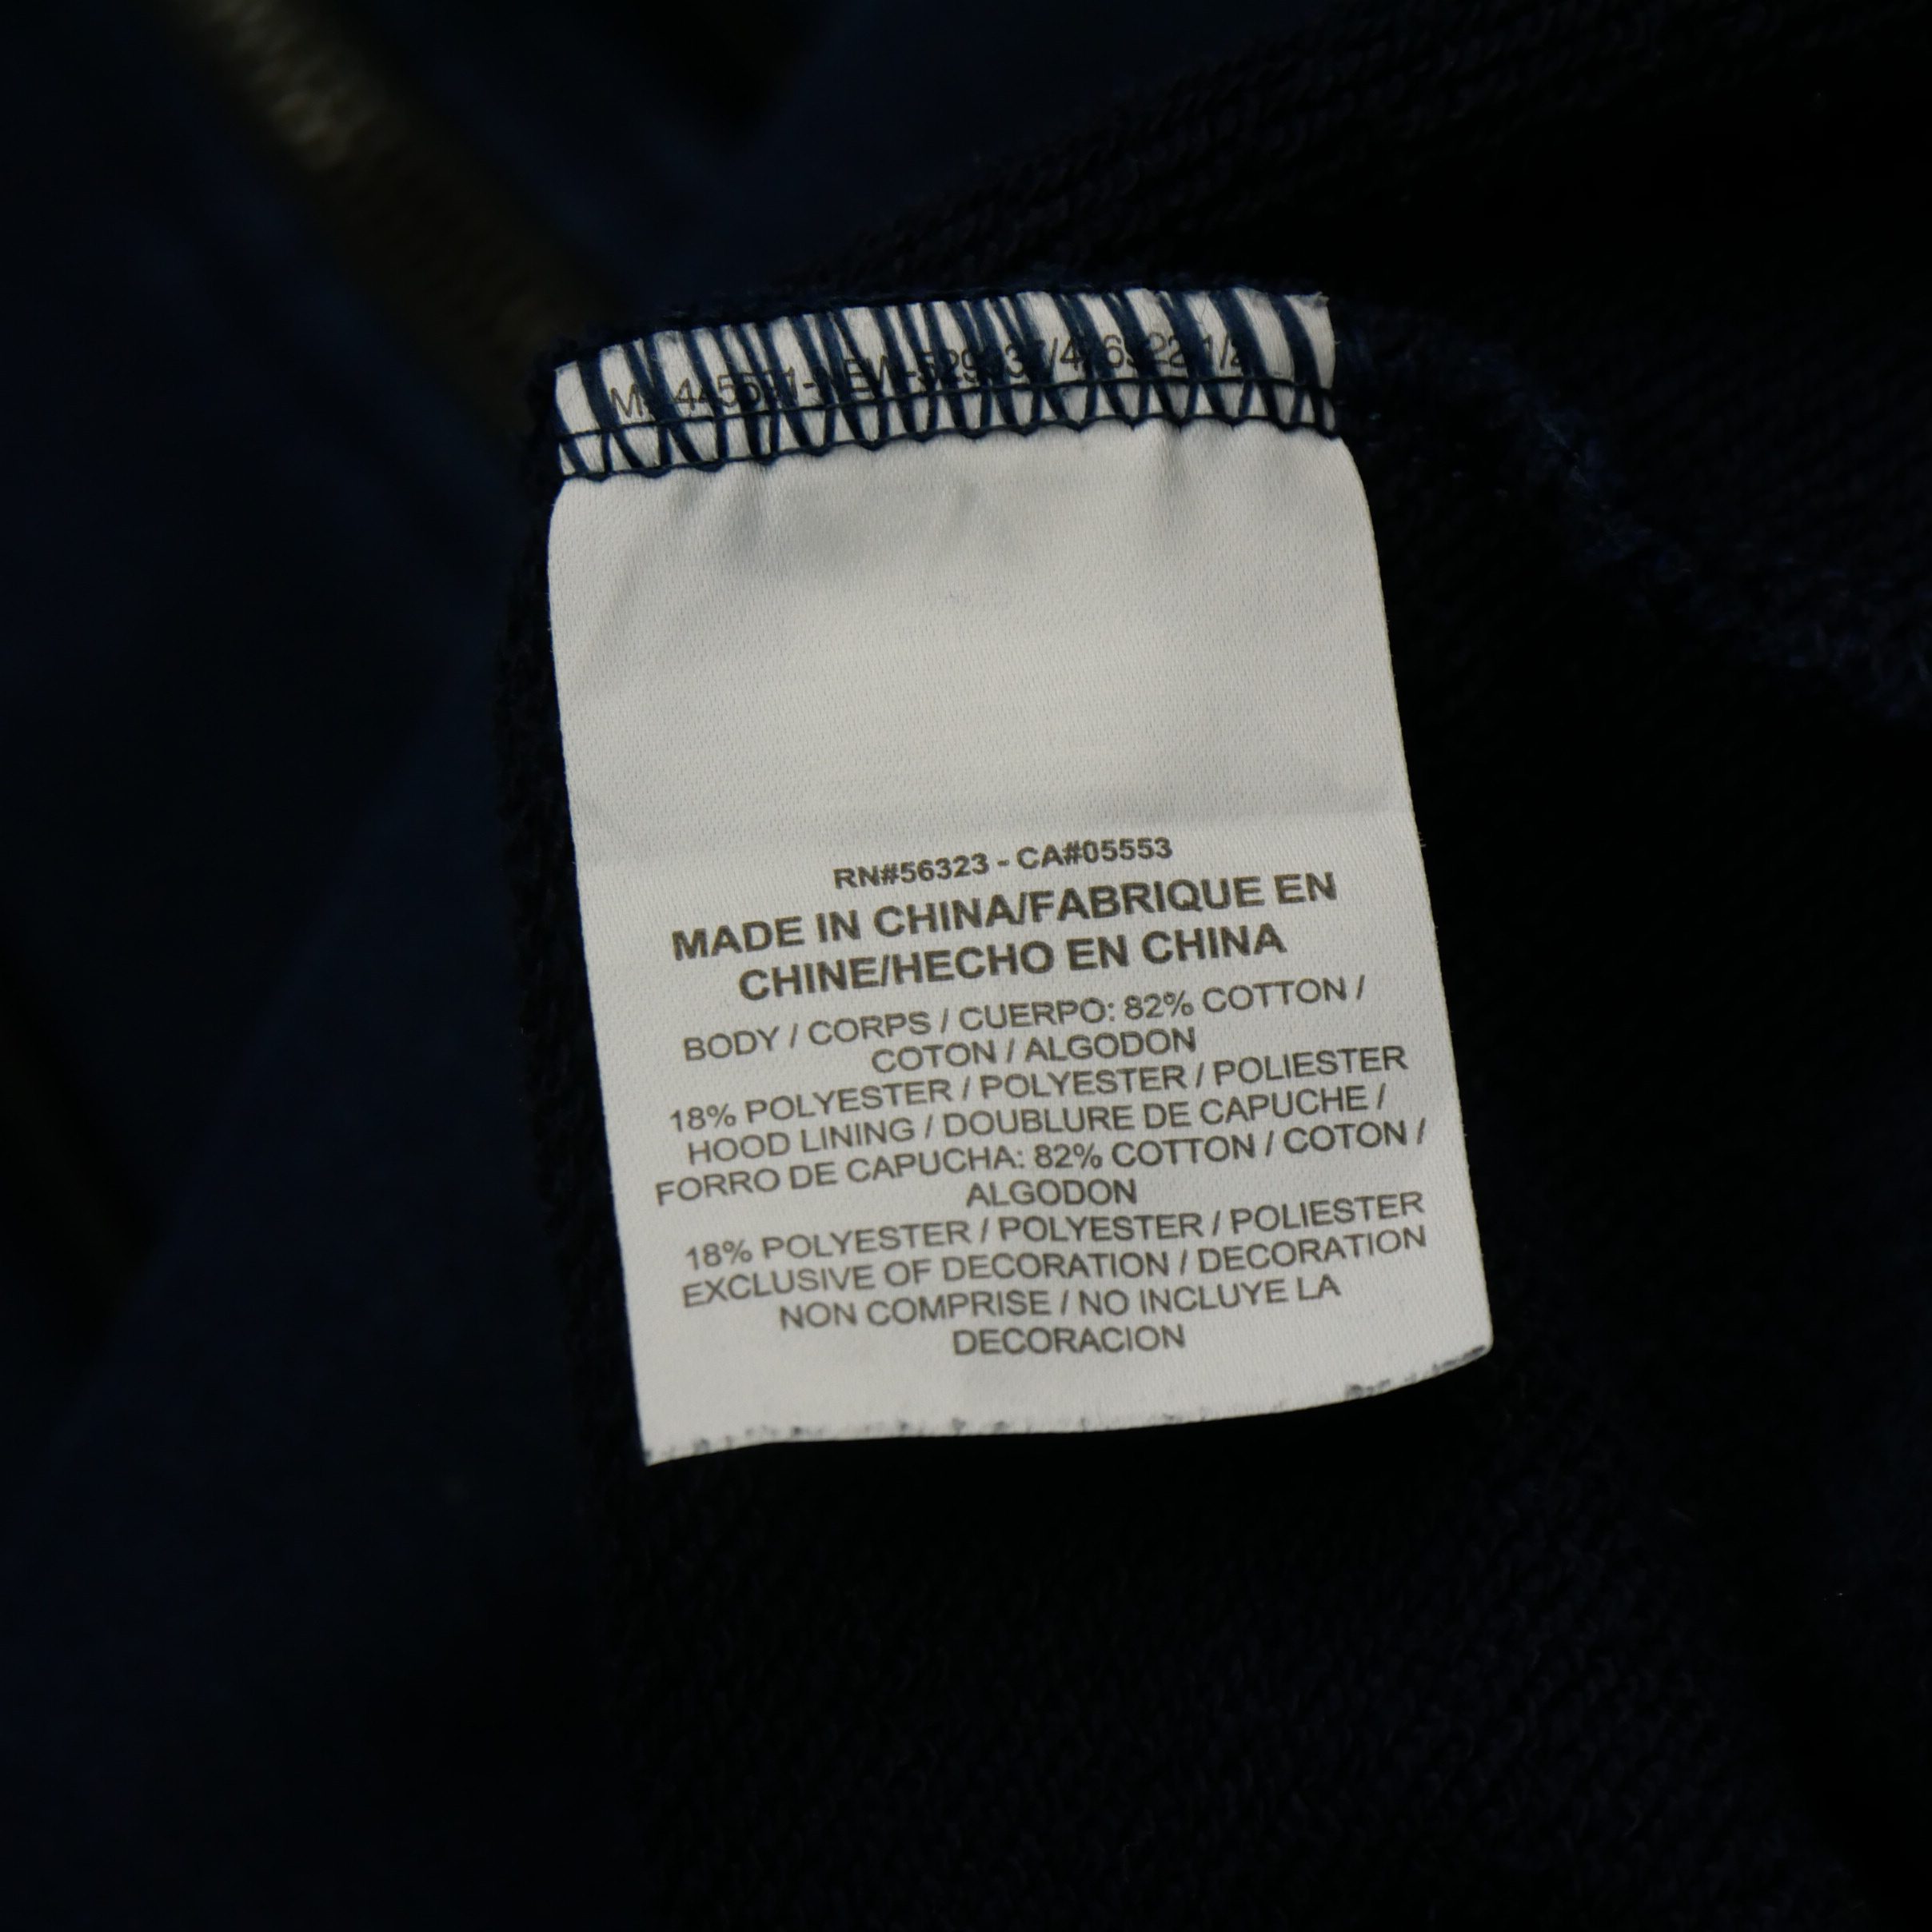 RN#56323 - CA#05553
MADE IN CHINA/FABRIQUE EN
CHINE/HECHO EN CHINA
BODY / CORPS / CUERPO: 82% COTTON /
COTON / ALGODON
18% POLYESTER / POLYESTER / POLIESTER
HOOD LINING / DOUBLURE DE CAPUCHE /
FORRO DE CAPUCHA: 82% COTTON / COTON /
ALGODON
18% POLYESTER / POLYESTER / POLIESTER
EXCLUSIVE OF DECORATION / DECORATION
NON COMPRISE / NO INCLUYE LA
DECORACION